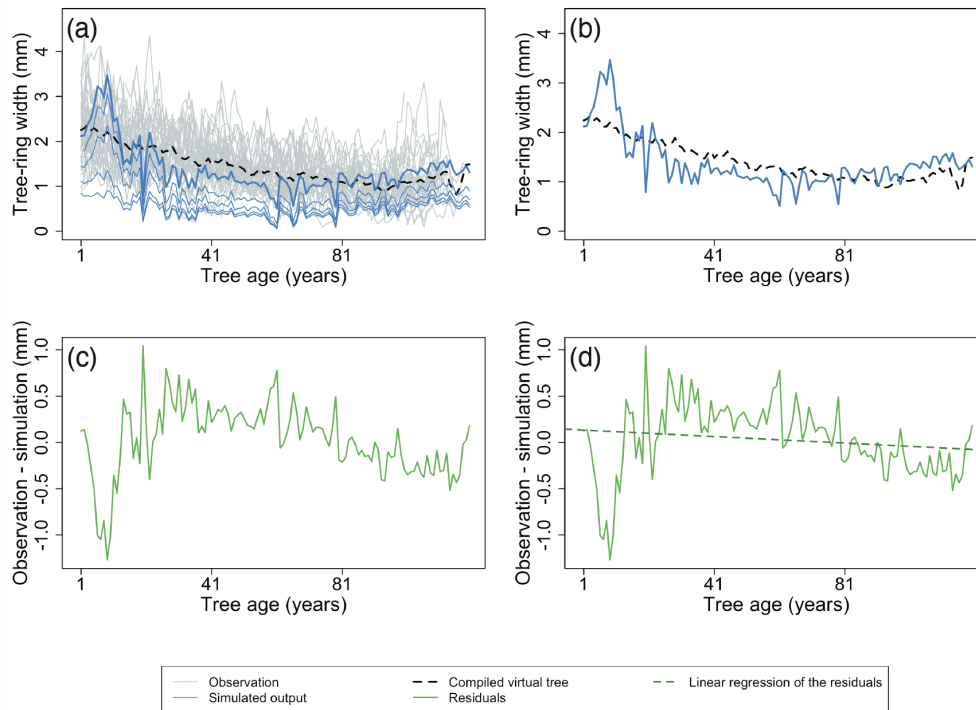 (a)
Tree-ring width (mm)
4
3
2
1
0
1 41 81
Tree age (years)
(b)
Tree-ring width (mm)
4
3
2
1
0
1 41 81
Tree age (years)
(c)
Observation - simulation (mm)
1.0
0.5
0.0
-0.5
-1.0
1 41 81
Tree age (years)
(d)
Observation - simulation (mm)
1.0
0.5
0.0
-0.5
-1.0
1 41 81
Tree age (years)
Observation
Simulated output
Compiled virtual tree
Residuals
Linear regression of the residuals